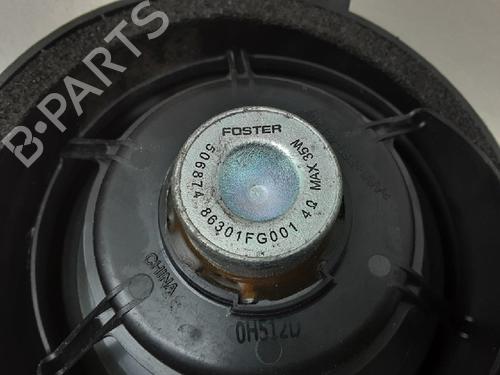 B-PARTS
FOSTER
506874 86301FG001 4Ω MAX 35W
CHINA
0H512D